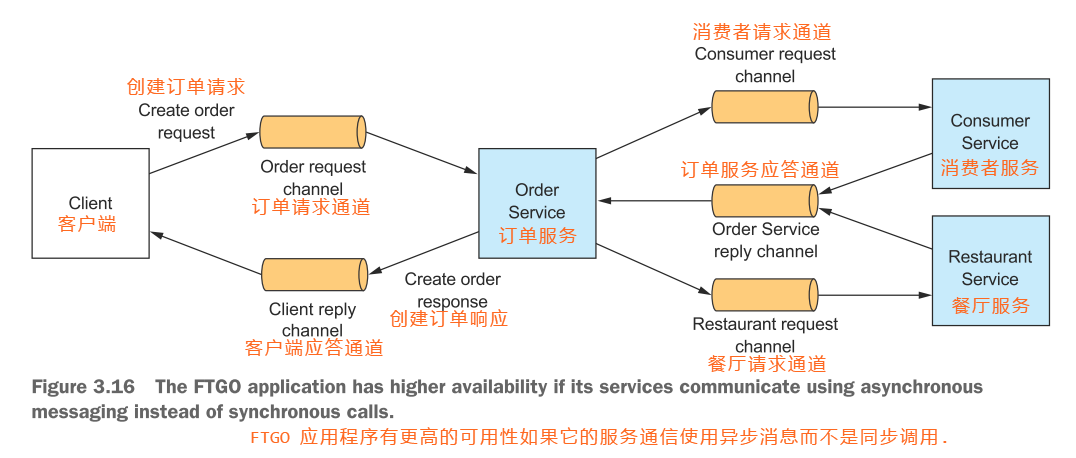 消费者请求通道
Consumer request
channel
创建订单请求
Create order
request
Order request
channel
订单请求通道
Client
客户端
Order
Service
订单服务
Consumer
Service
消费者服务
订单服务应答通道
Order Service
reply channel
Restaurant
Service
餐厅服务
Create order
response
创建订单响应
Client reply
channel
客户端应答通道
Restaurant request
channel
餐厅请求通道
Figure 3.16 The FTGO application has higher availability if its services communicate using asynchronous
messaging instead of synchronous calls.
FTGO 应用程序有更高的可用性如果它的服务通信使用异步消息而不是同步调用.